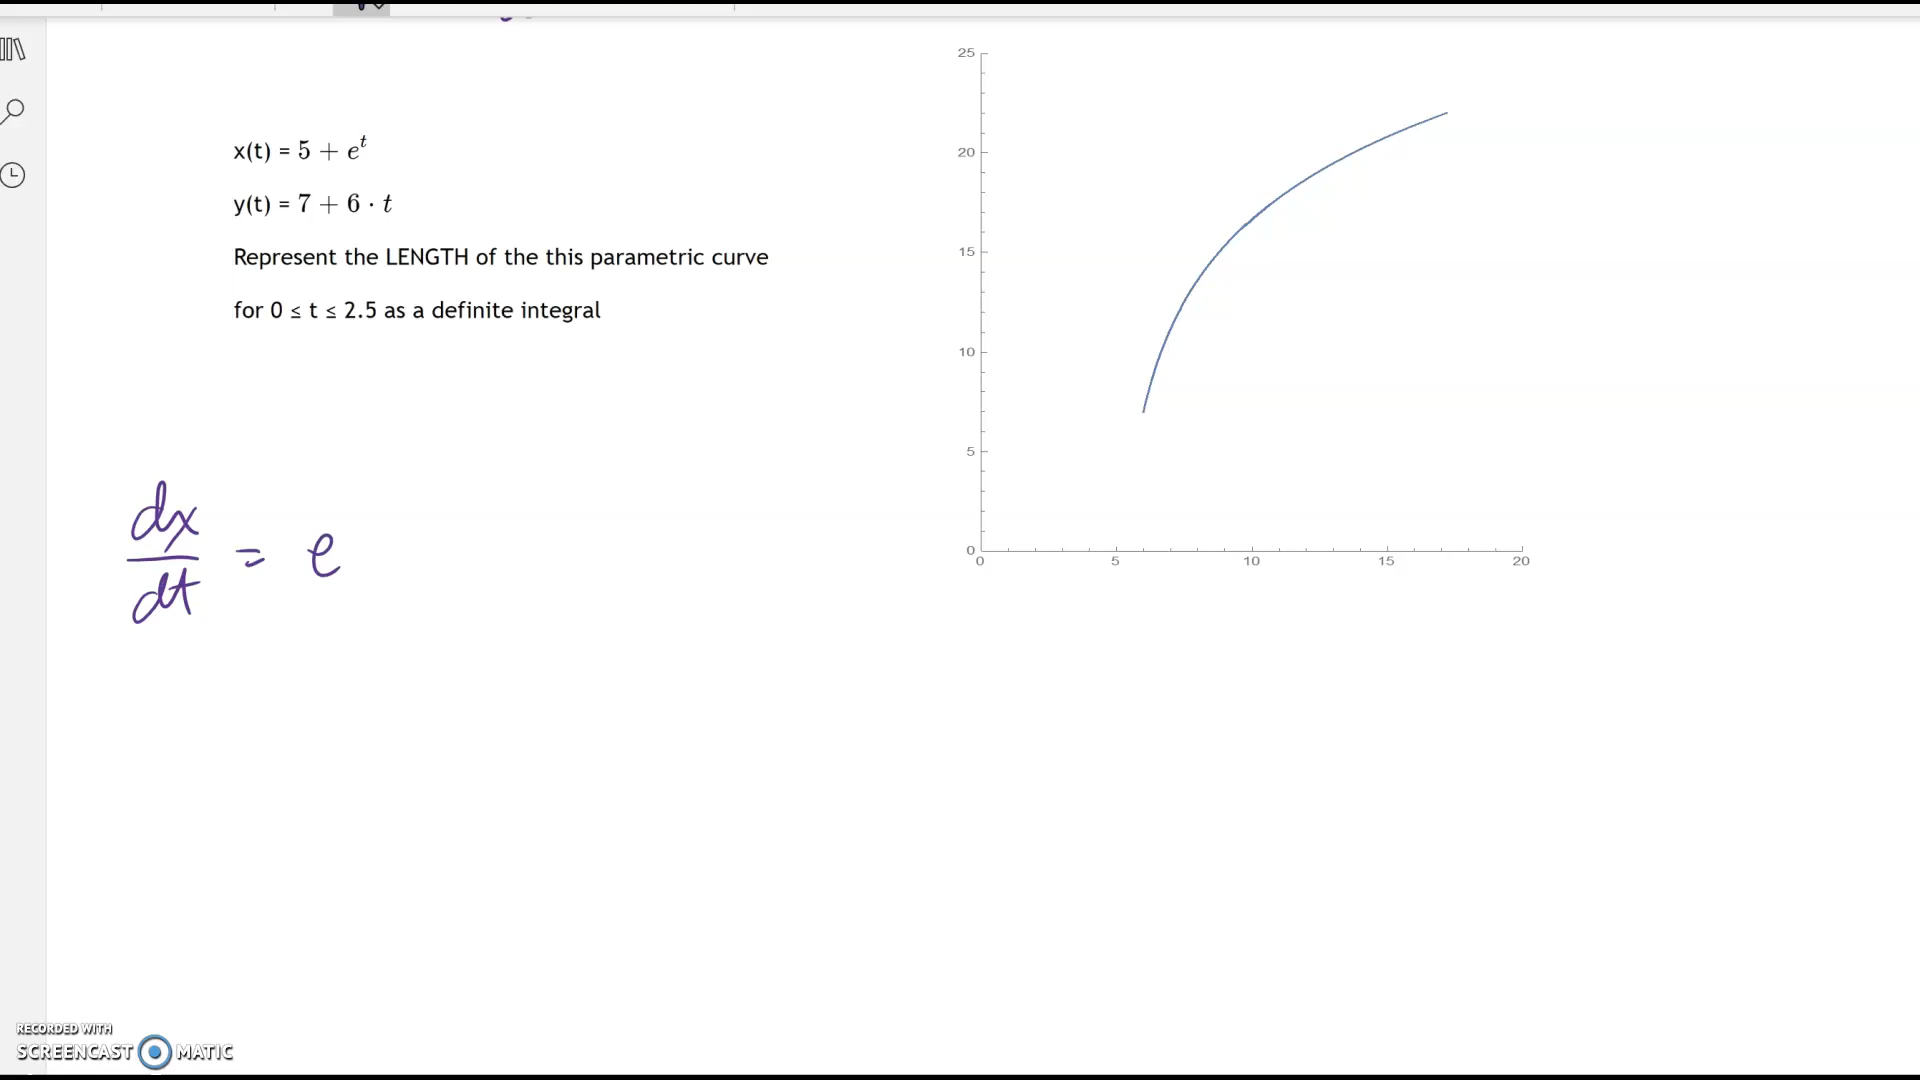 x(t) = 5 + e^t
y(t) = 7 + 6 · t
Represent the LENGTH of the this parametric curve
for 0 ≤ t ≤ 2.5 as a definite integral
dx/dt = e
25
20
15
10
5
0
0 5 10 15 20
RECORDED WITH
SCREENCAST MATIC